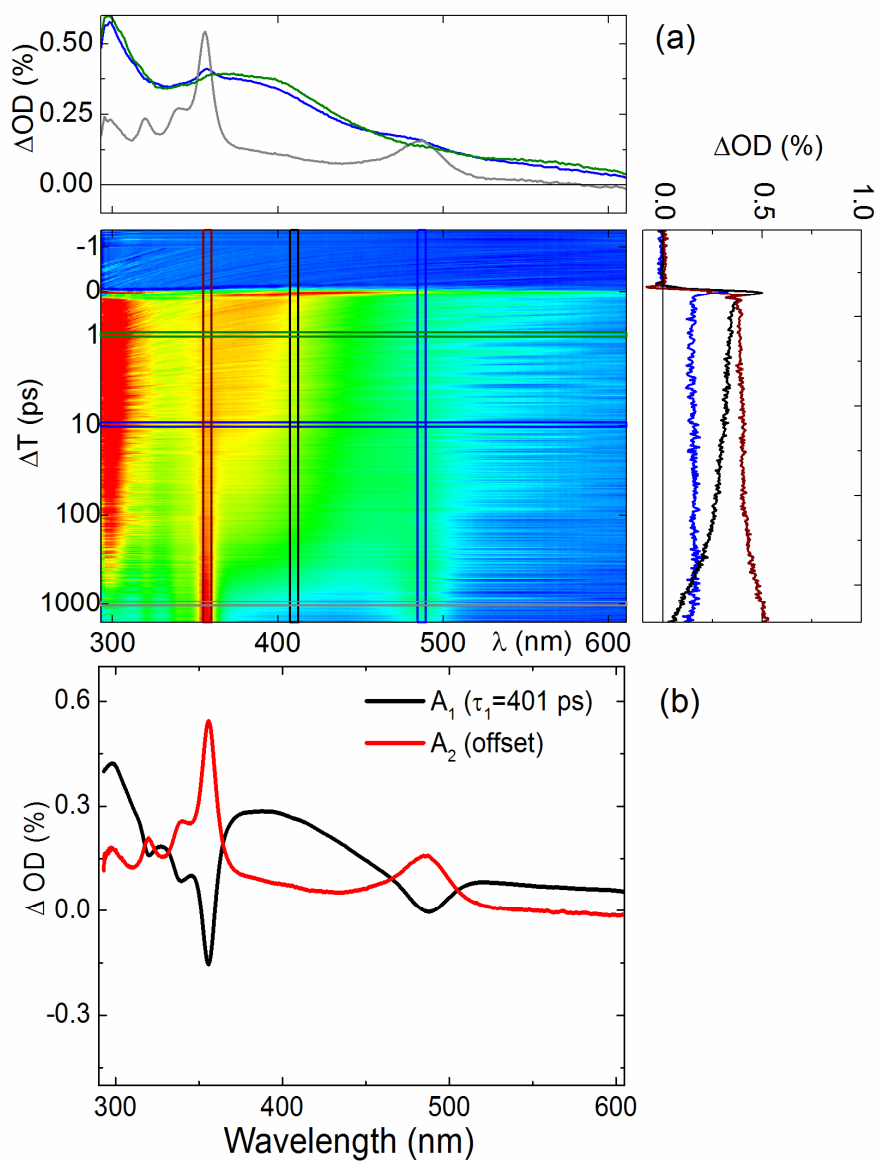 (a)
ΔOD (%)
0.50
0.25
0.00
ΔOD (%)
0.0
0.5
1.0
ΔT (ps)
-1
0
1
10
100
1000
300 400 λ (nm) 500 600
(b)
A₁ (τ₁=401 ps)
A₂ (offset)
Δ OD (%)
0.6
0.3
0.0
-0.3
300 400 500 600
Wavelength (nm)